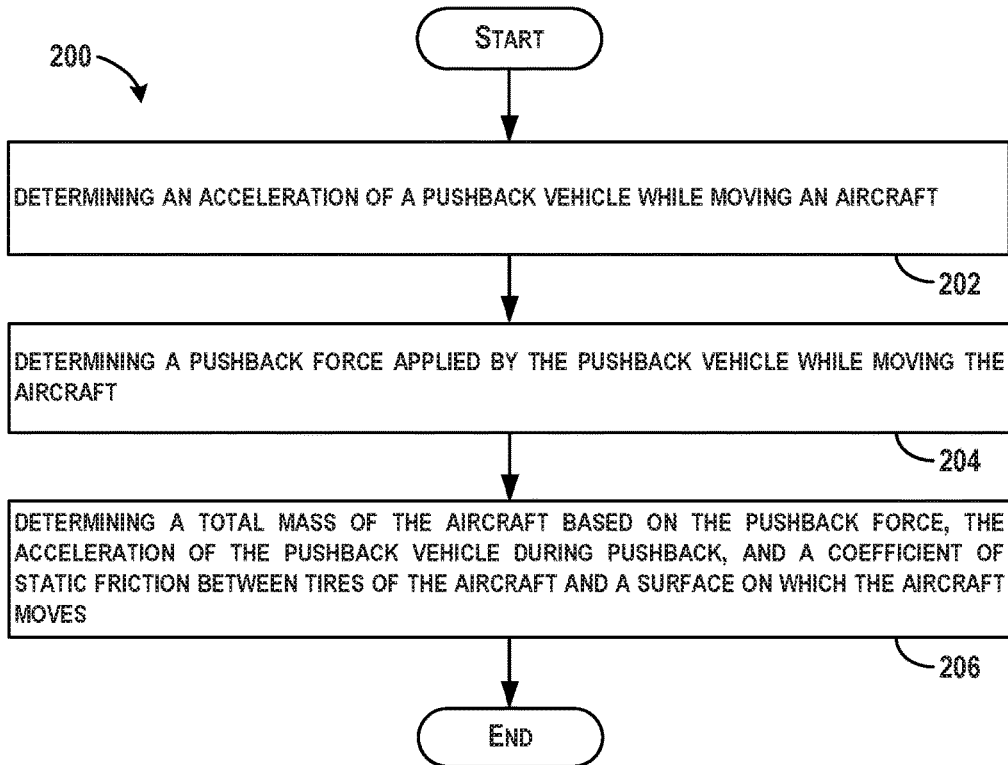 START
200
DETERMINING AN ACCELERATION OF A PUSHBACK VEHICLE WHILE MOVING AN AIRCRAFT
202
DETERMINING A PUSHBACK FORCE APPLIED BY THE PUSHBACK VEHICLE WHILE MOVING THE
AIRCRAFT
204
DETERMINING A TOTAL MASS OF THE AIRCRAFT BASED ON THE PUSHBACK FORCE, THE
ACCELERATION OF THE PUSHBACK VEHICLE DURING PUSHBACK, AND A COEFFICIENT OF
STATIC FRICTION BETWEEN TIRES OF THE AIRCRAFT AND A SURFACE ON WHICH THE AIRCRAFT
MOVES
206
END